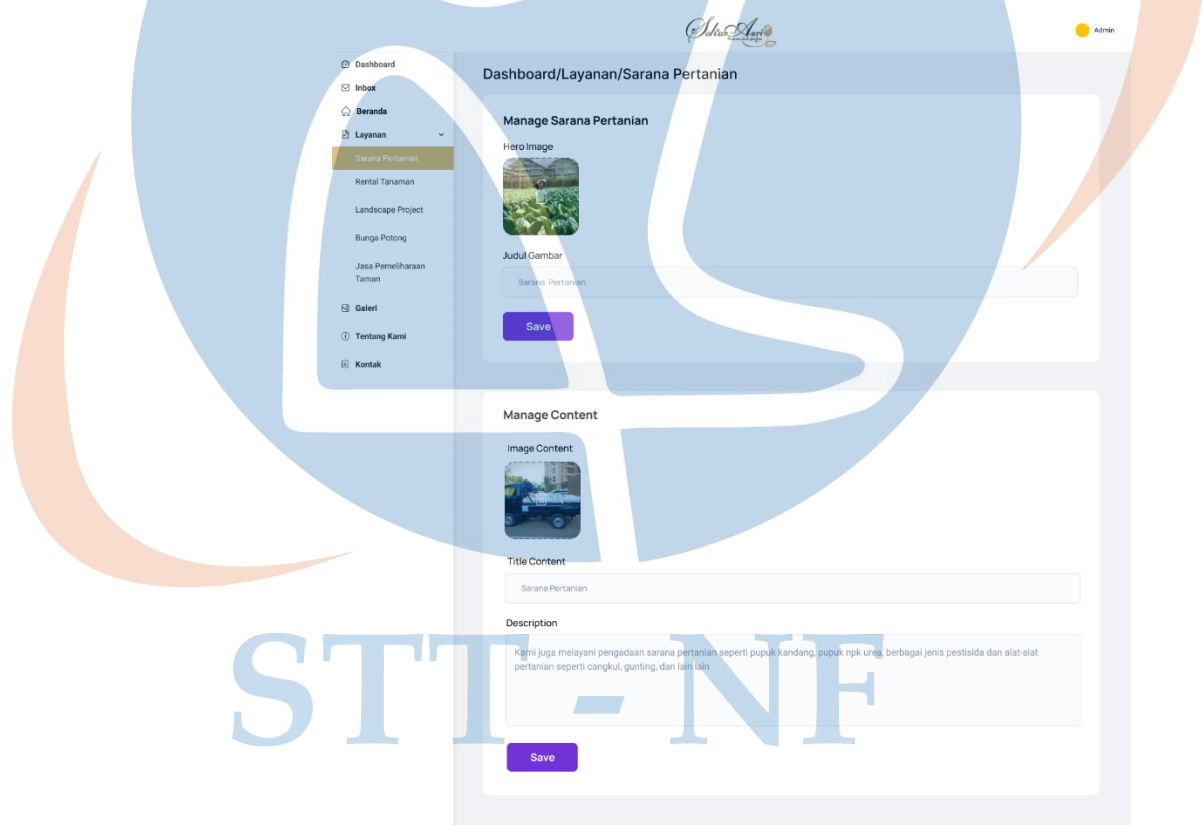 Sekar Asri
Admin
Dashboard
Inbox
Beranda
Layanan
Sarana Pertanian
Rental Tanaman
Landscape Project
Bunga Potong
Jasa Pemeliharaan
Taman
Galeri
Tentang Kami
Kontak
Dashboard/Layanan/Sarana Pertanian
Manage Sarana Pertanian
Hero Image
Judul Gambar
Sarana Pertanian
Save
Manage Content
Image Content
Title Content
Sarana Pertanian
Description
Kami juga melayani pengadaan sarana pertanian seperti pupuk kandang, pupuk npk urea, berbagai jenis pestisida dan alat-alat
pertanian seperti cangkul, gunting, dan lain lain
Save
STT - NF